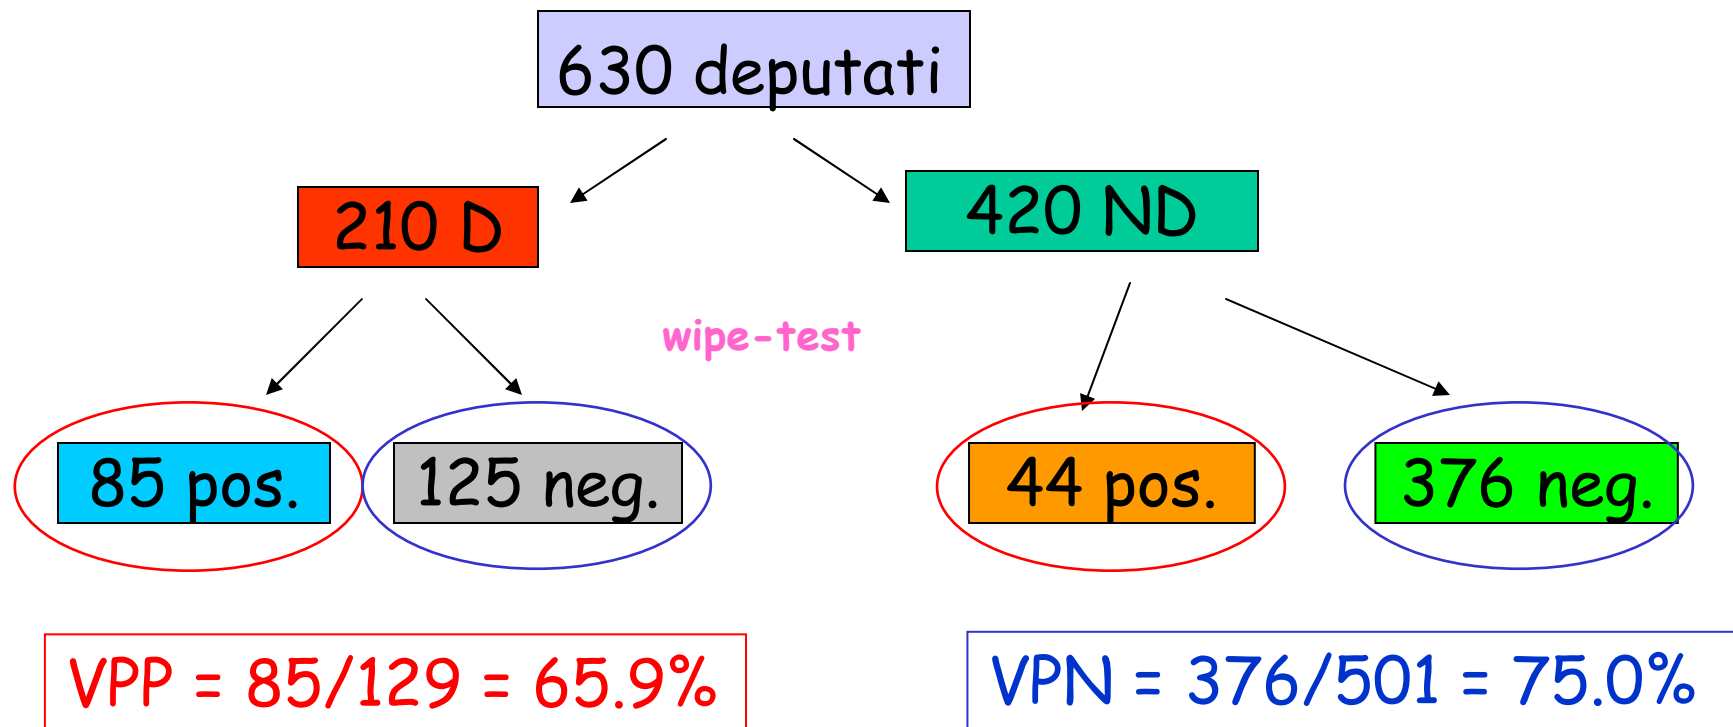 630 deputati
210 D
420 ND
wipe-test
85 pos.
125 neg.
44 pos.
376 neg.
VPP = 85/129 = 65.9%
VPN = 376/501 = 75.0%